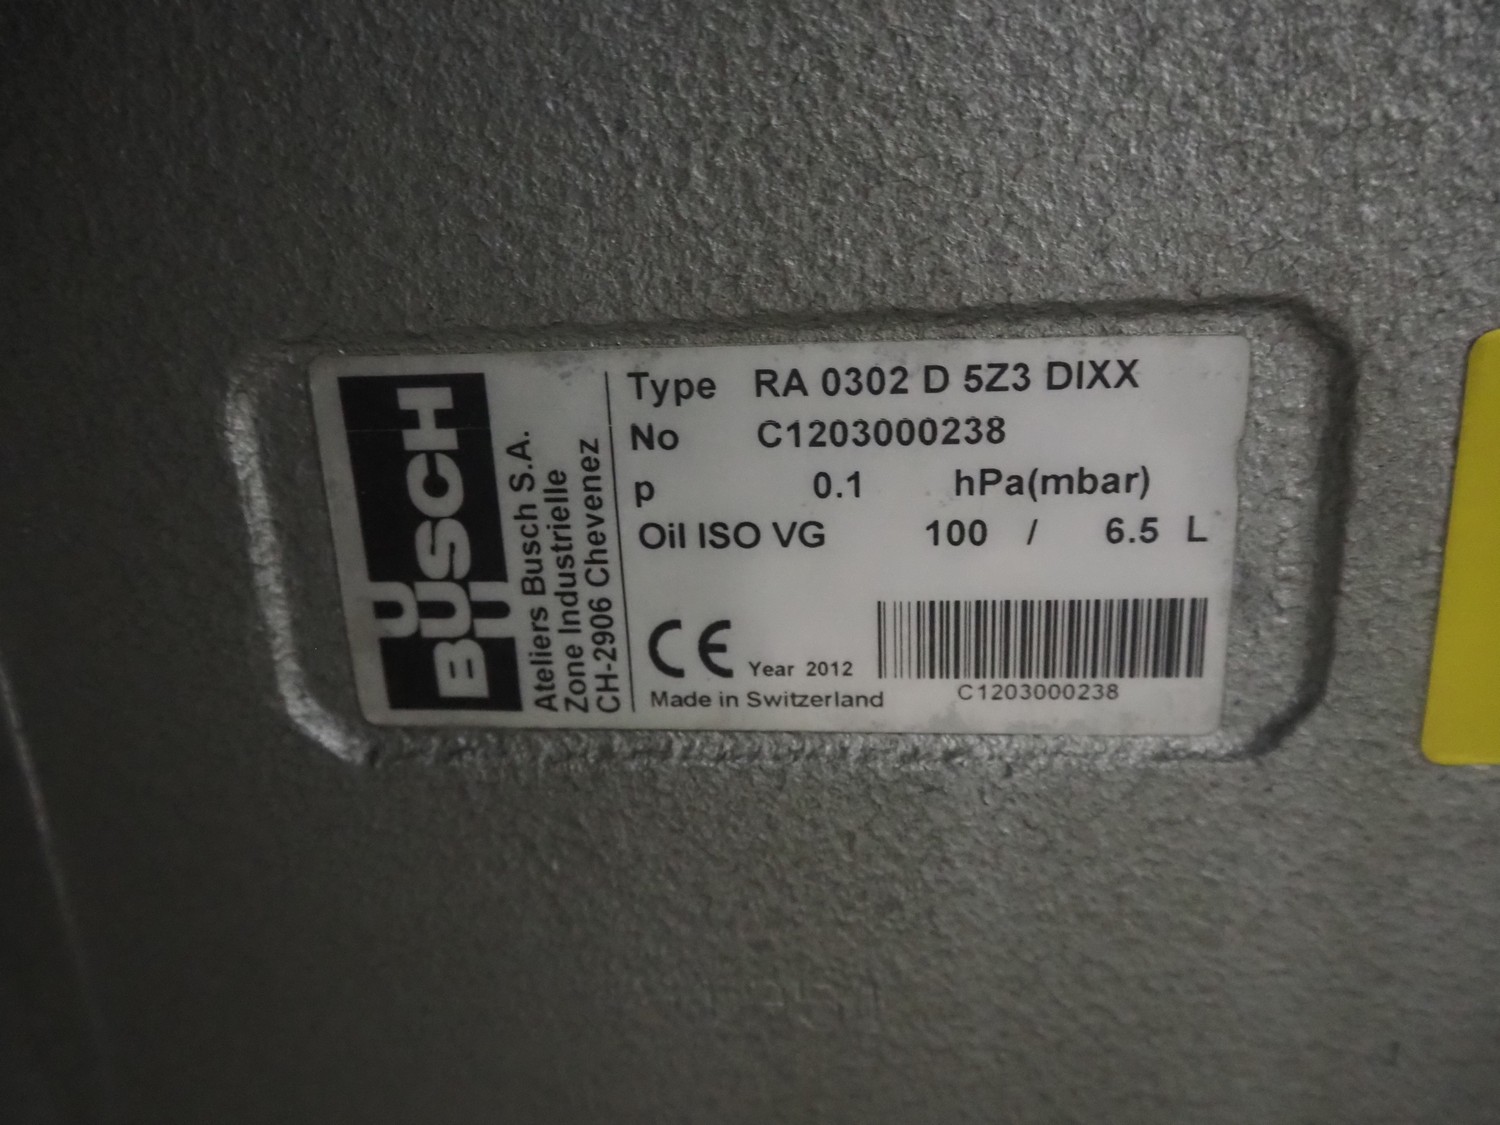 BUSCH
Ateliers Busch S.A.
Zone Industrielle
CH-2906 Chevenez
Type RA 0302 D 5Z3 DIXX
No C1203000238
p 0.1 hPa(mbar)
Oil ISO VG 100 / 6.5 L
CE Year 2012
Made in Switzerland
C1203000238